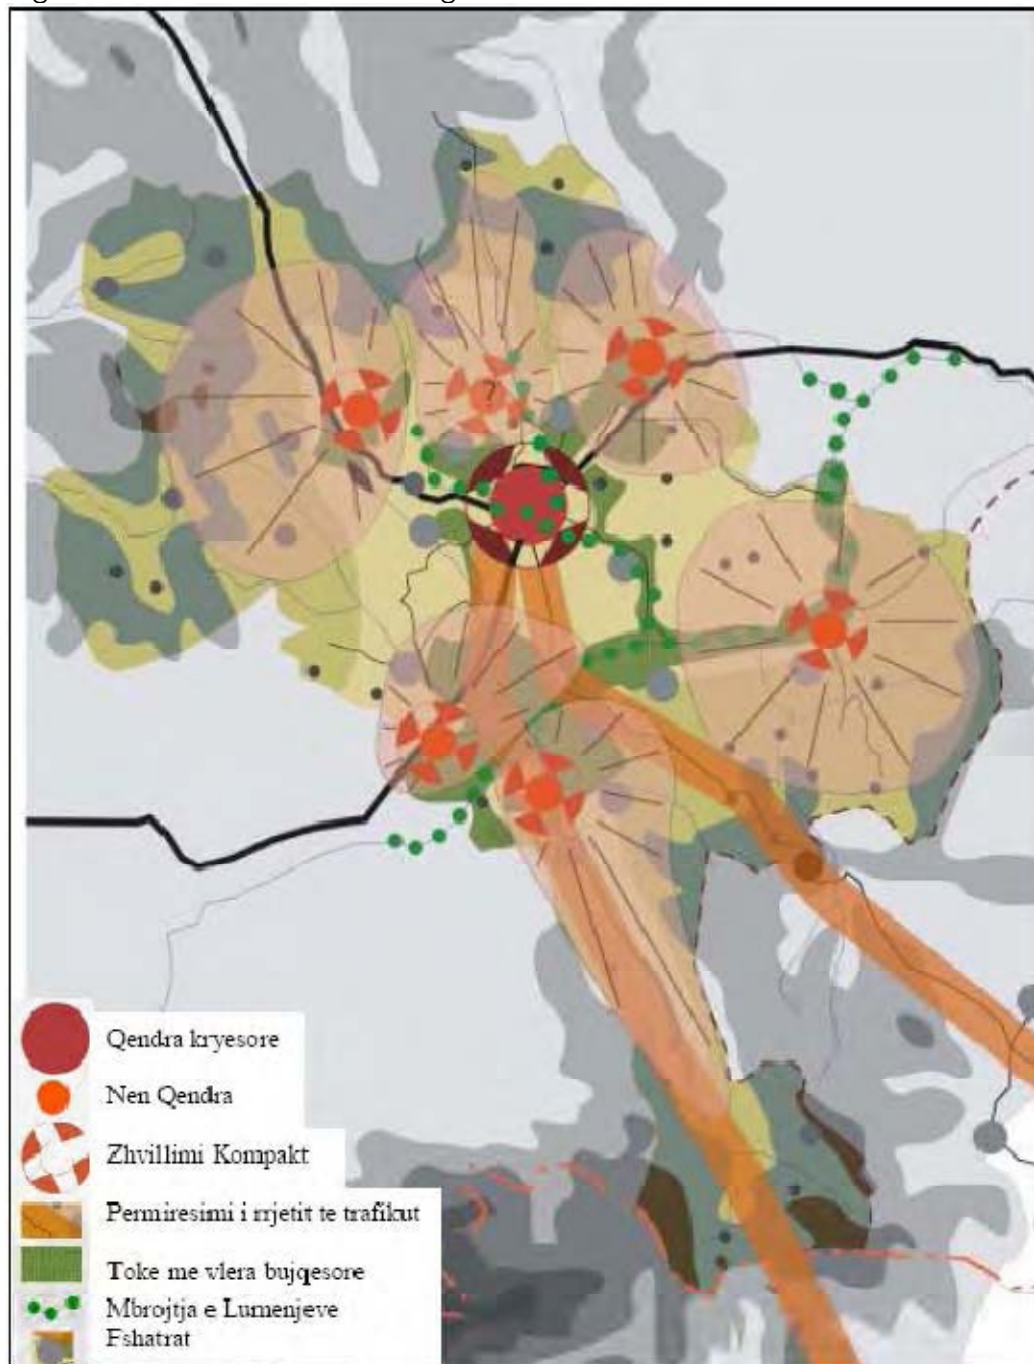 Qendra kryesore
Nen Qendra
Zhvillimi Kompakt
Permiresimi i rrjetit te trafikut
Toke me vlera bujqesore
Mbrojtja e Lumenjeve
Fshatrat
?